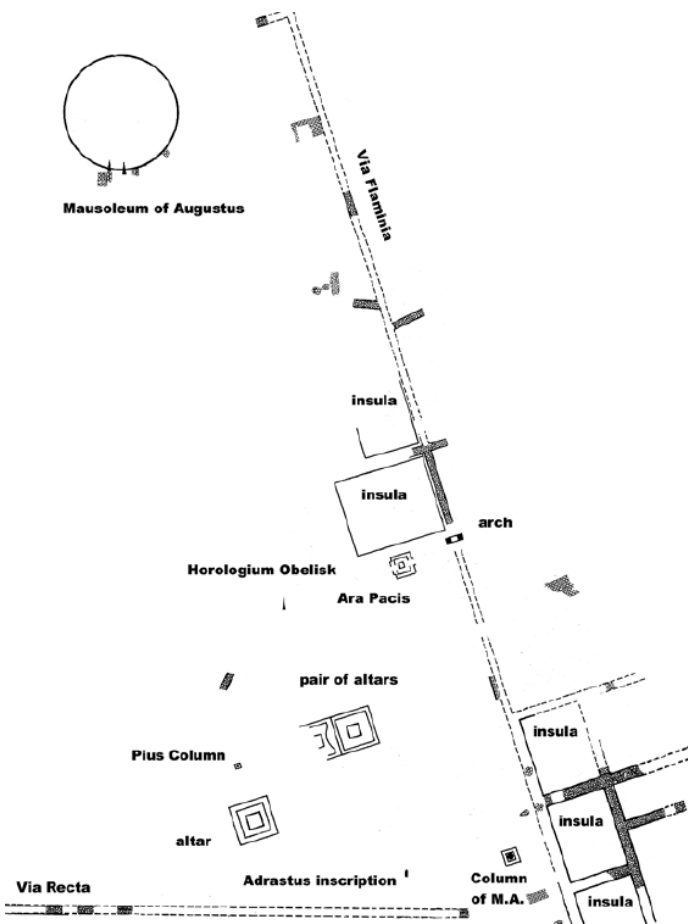 Mausoleum of Augustus
Via Flaminia
insula
insula
arch
Horologium Obelisk
Ara Pacis
pair of altars
insula
Pius Column
insula
altar
Adrastus inscription
Column
of M.A.
Via Recta
insula